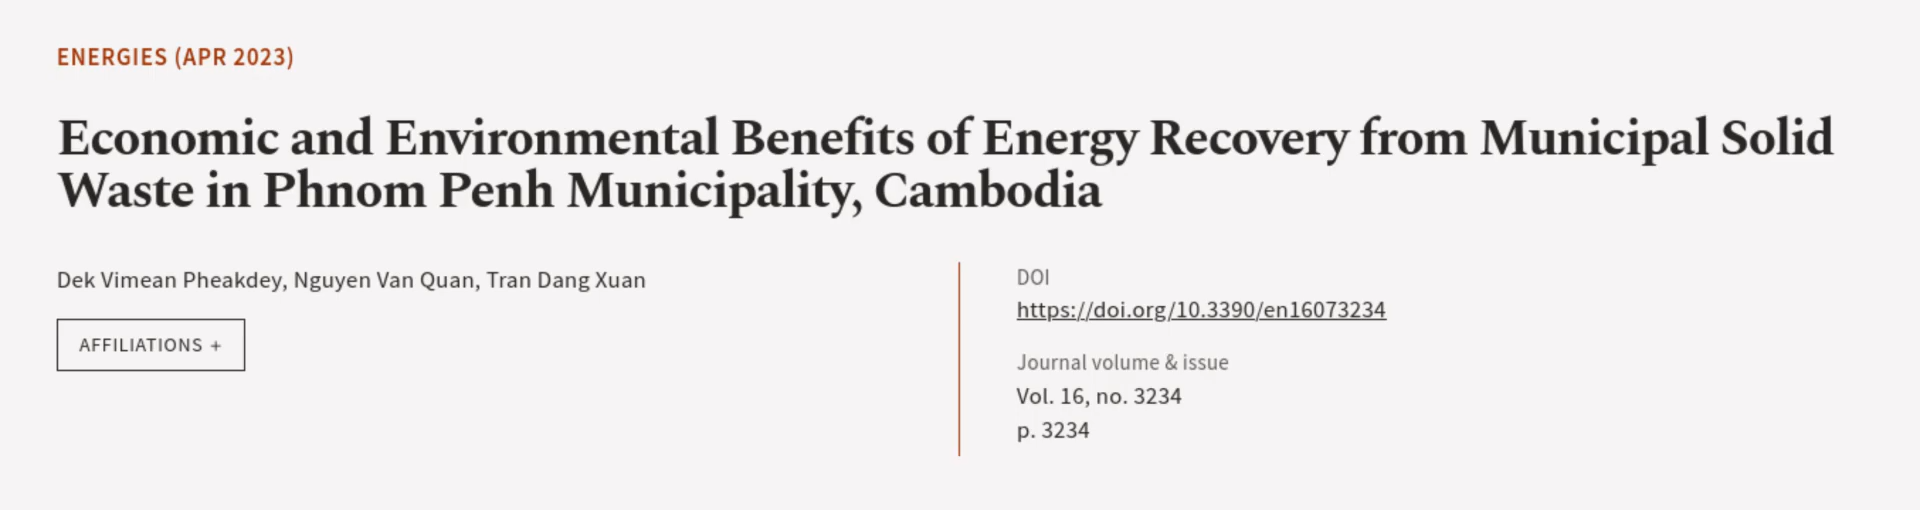 ENERGIES (APR 2023)
Economic and Environmental Benefits of Energy Recovery from Municipal Solid
Waste in Phnom Penh Municipality, Cambodia
Dek Vimean Pheakdey, Nguyen Van Quan, Tran Dang Xuan
AFFILIATIONS +
DOI
https://doi.org/10.3390/en16073234
Journal volume & issue
Vol. 16, no. 3234
p. 3234